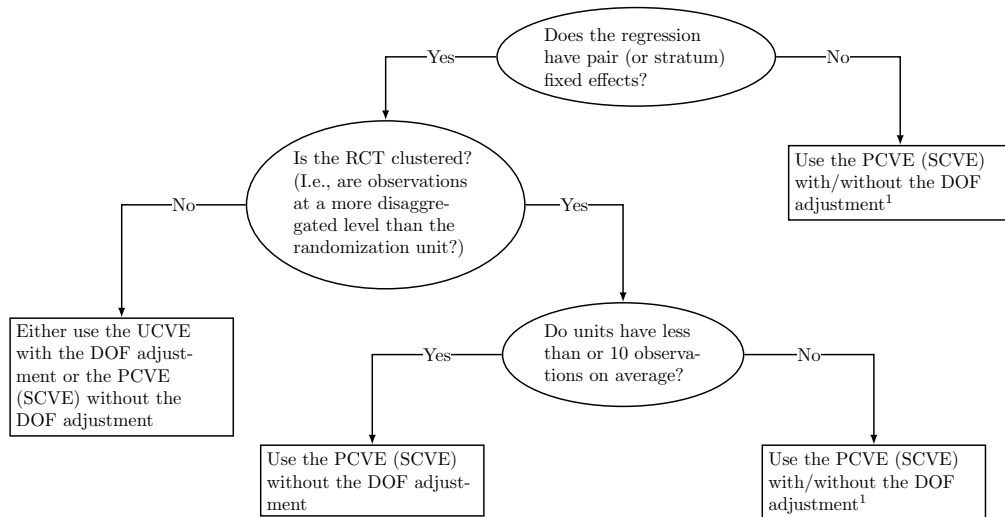 Does the regression
have pair (or stratum)
fixed effects?
Yes
No
Is the RCT clustered?
(I.e., are observations
at a more disaggre-
gated level than the
randomization unit?)
Use the PCVE (SCVE)
with/without the DOF
adjustment¹
No
Yes
Either use the UCVE
with the DOF adjust-
ment or the PCVE
(SCVE) without the
DOF adjustment
Do units have less
than or 10 observa-
tions on average?
Yes
No
Use the PCVE (SCVE)
without the DOF adjust-
ment
Use the PCVE (SCVE)
with/without the DOF
adjustment¹